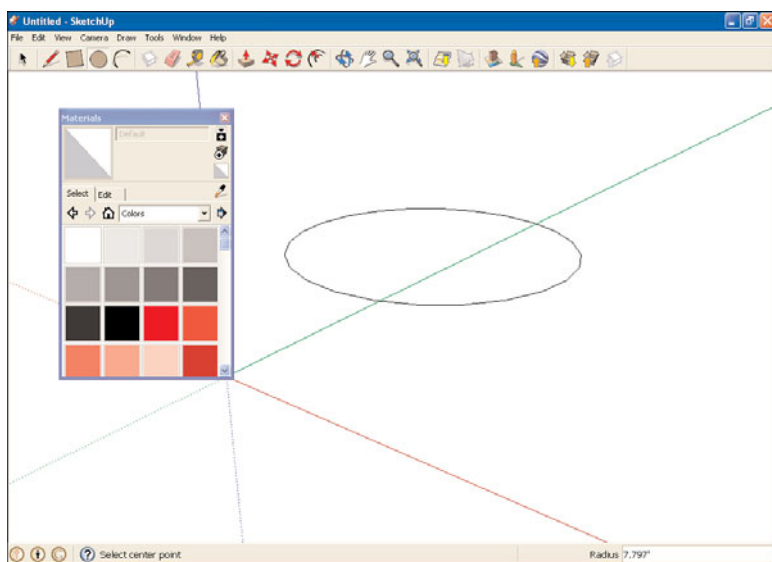 Untitled - SketchUp
File Edit View Camera Draw Tools Window Help
Materials
Default
Select Edit
Colors
Select center point
Radius 7.797'